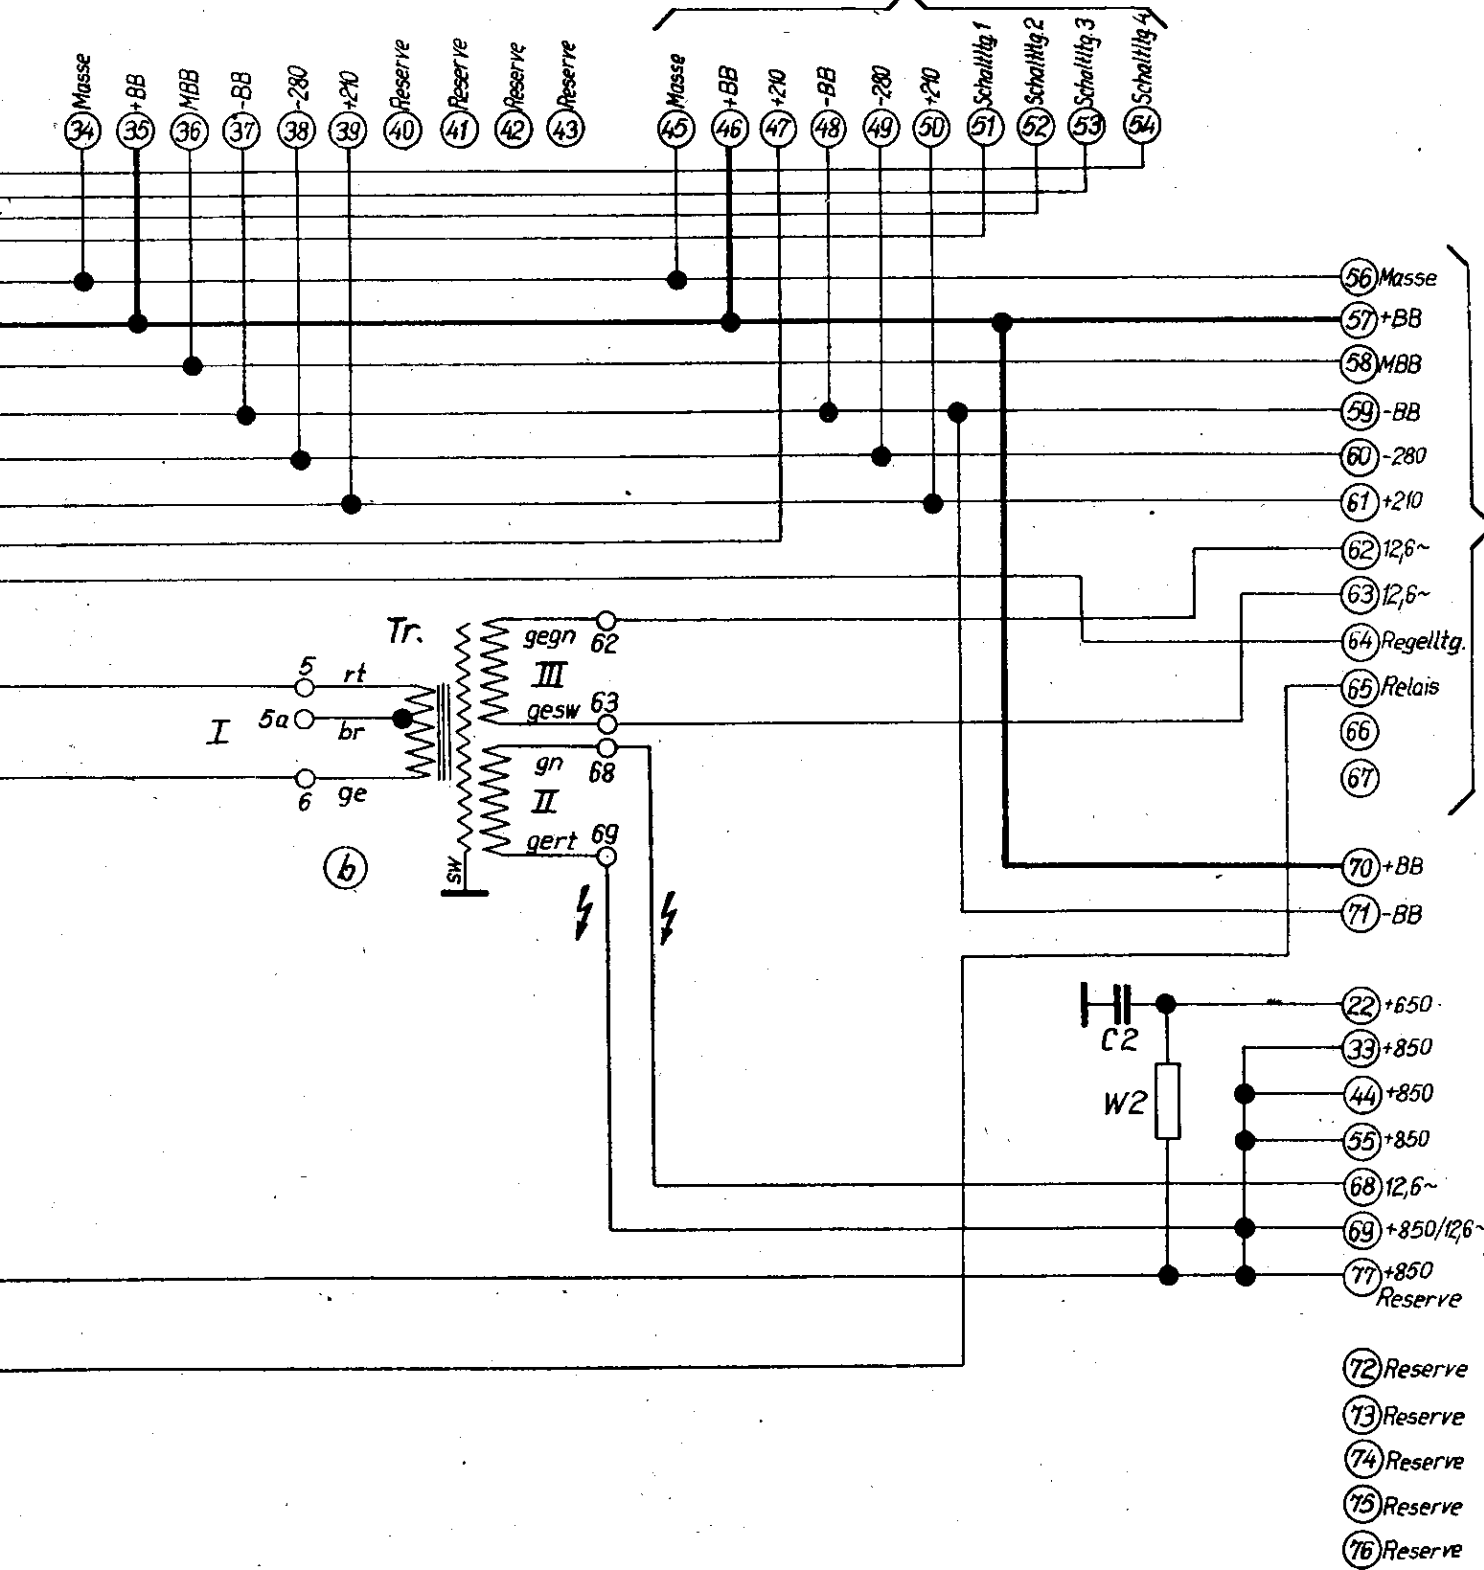 34 Masse
35 +BB
36 MBB
37 -BB
38 -280
39 +210
40 Reserve
41 Reserve
42 Reserve
43 Reserve
45 Masse
46 +BB
47 +210
48 -BB
49 -280
50 +210
51 Schaltltg.1
52 Schaltltg.2
53 Schaltltg.3
54 Schaltltg.4
56 Masse
57 +BB
58 MBB
59 -BB
60 -280
61 +210
62 12,6~
63 12,6~
64 Regelltg.
65 Relais
66
67
Tr.
gegn 62
III
gesw 63
5 rt
I 5a br
6 ge
gn 68
II
gert 69
sw
b
70 +BB
71 -BB
22 +650
C2
33 +850
W2
44 +850
55 +850
68 12,6~
69 +850/12,6~
77 +850
Reserve
72 Reserve
73 Reserve
74 Reserve
75 Reserve
76 Reserve